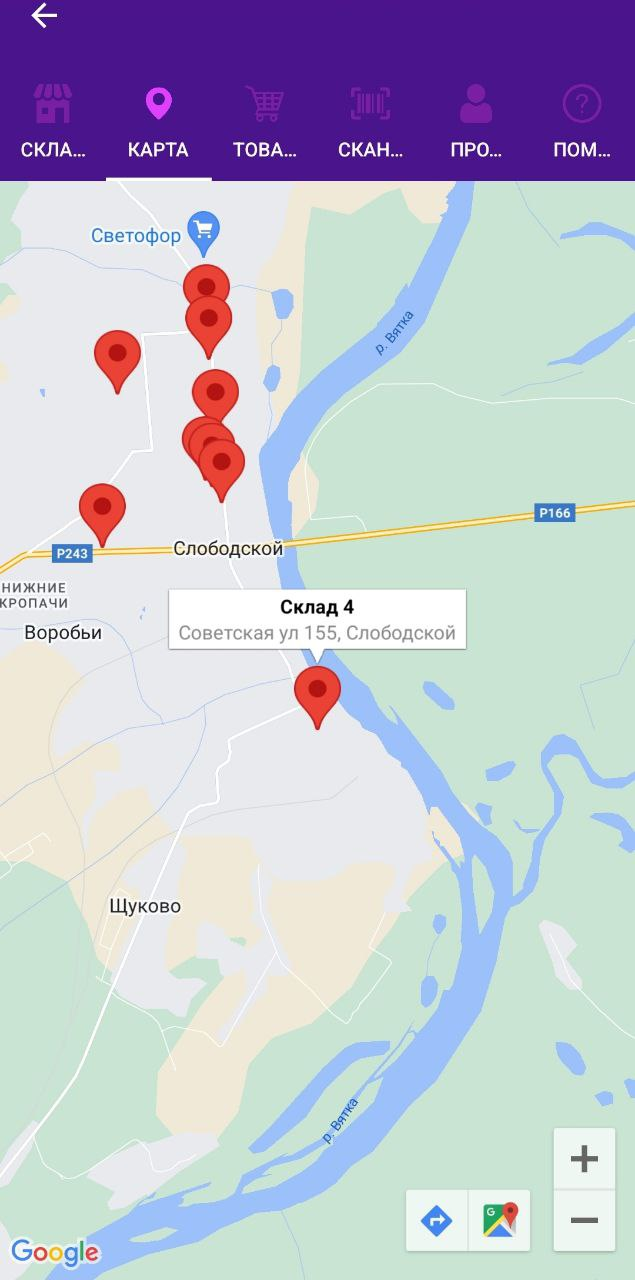 СКЛА...
КАРТА
ТОВА...
СКАН...
ПРО...
ПОМ...
Светофор
р. Вятка
P166
P243
Слободской
НИЖНИЕ
КРОПАЧИ
Воробьи
Склад 4
Советская ул 155, Слободской
Щуково
р. Вятка
G
Google